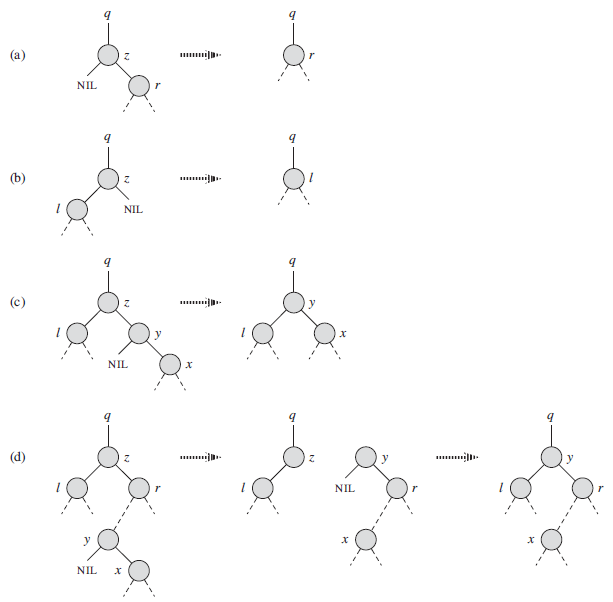 q q
(a) z r
NIL r
q q
(b) z l
l NIL
q q
(c) z y
l y l x
NIL x
q q q
(d) z z y y
l r l NIL r l r
y x x
NIL x